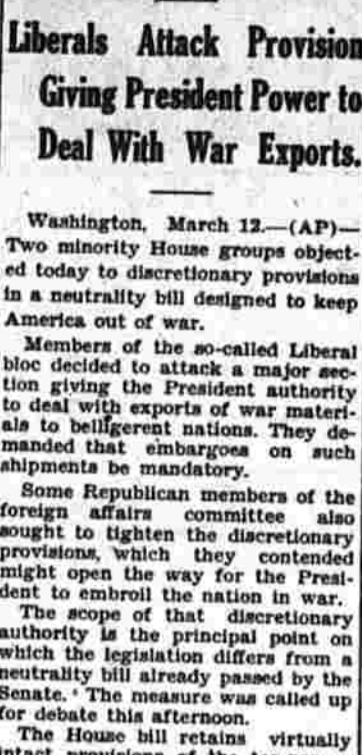 Liberals Attack Provision
Giving President Power to
Deal With War Exports.
Washington, March 12.—(AP)—
Two minority House groups object-
ed today to discretionary provisions
in a neutrality bill designed to keep
America out of war.
Members of the so-called Liberal
bloc decided to attack a major sec-
tion giving the President authority
to deal with exports of war materi-
als to belligerent nations. They de-
manded that embargoes on such
shipments be mandatory.
Some Republican members of the
foreign affairs committee also
sought to tighten the discretionary
provisions, which they contended
might open the way for the Presi-
dent to embroil the nation in war.
The scope of that discretionary
authority is the principal point on
which the legislation differs from a
neutrality bill already passed by the
Senate. The measure was called up
for debate this afternoon.
The House bill retains virtually
intact provisions of the